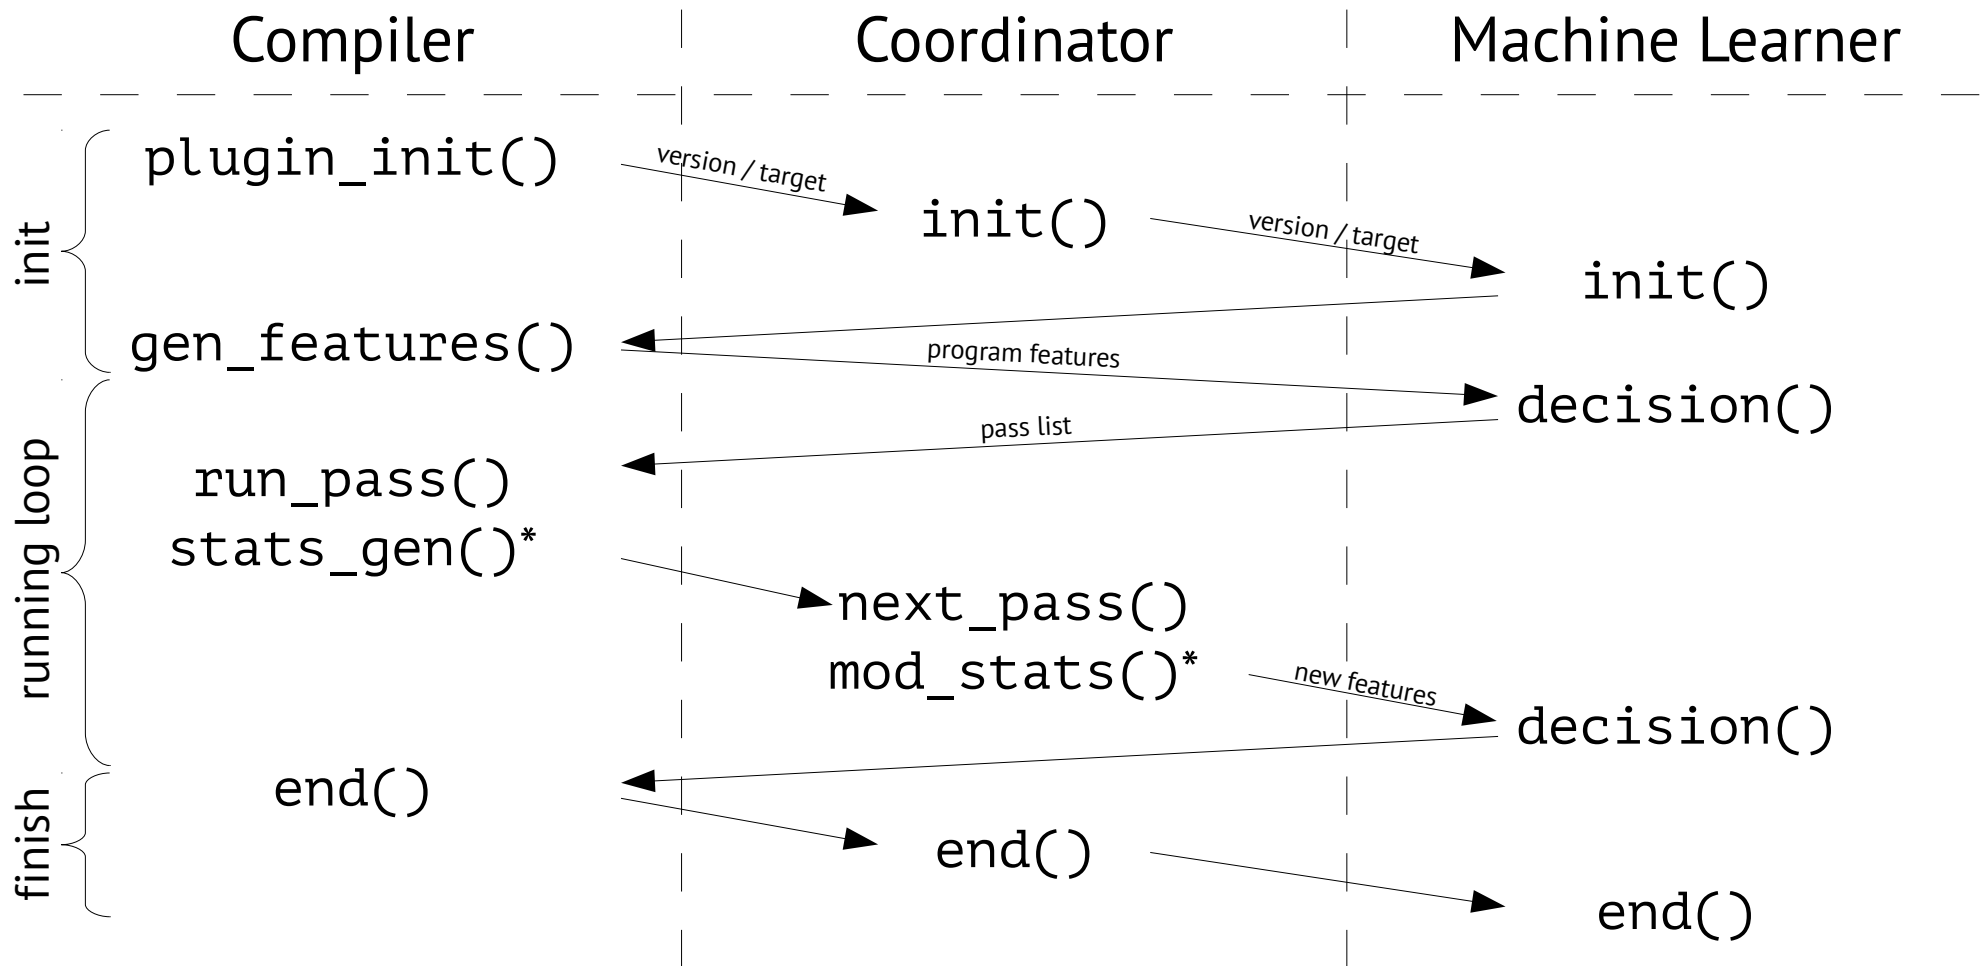 Compiler
Coordinator
Machine Learner
init
plugin_init()
version / target
init()
version / target
init()
gen_features()
program features
decision()
running loop
pass list
run_pass()
stats_gen()*
next_pass()
mod_stats()*
new features
decision()
finish
end()
end()
end()